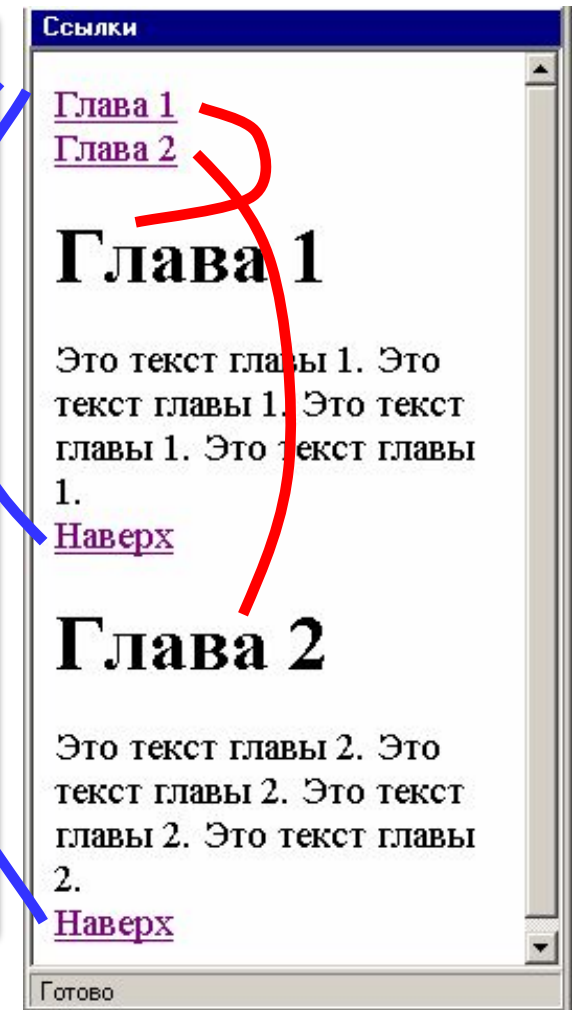 Ссылки
Глава 1
Глава 2
Глава 1
Это текст главы 1. Это
текст главы 1. Это текст
главы 1. Это текст главы
1.
Наверх
Глава 2
Это текст главы 2. Это
текст главы 2. Это текст
главы 2. Это текст главы
2.
Наверх
Готово